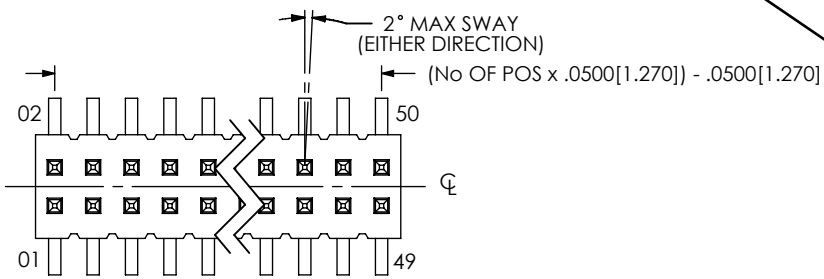 2° MAX SWAY
(EITHER DIRECTION)
(No OF POS x .0500[1.270]) - .0500[1.270]
02
50
℄
01
49